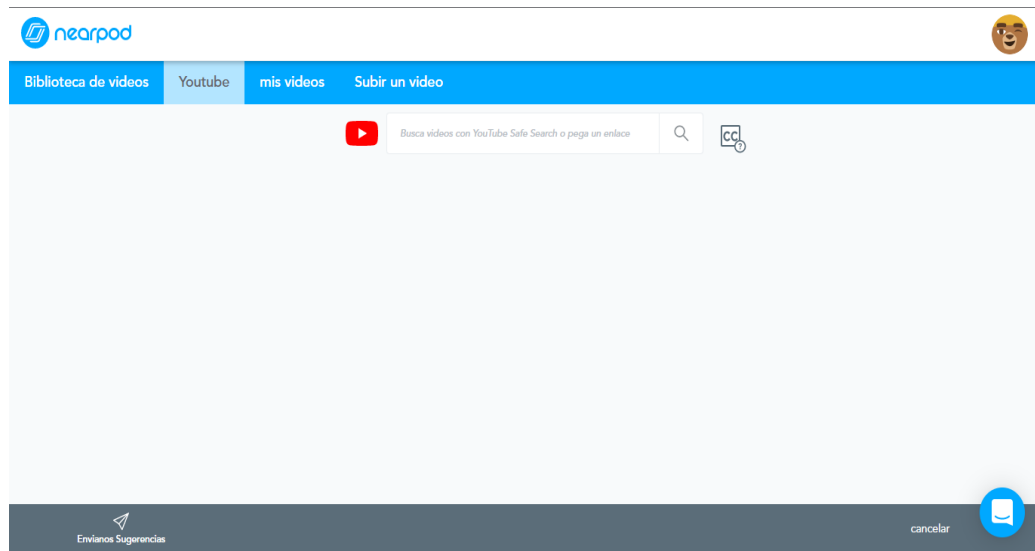 nearpod
Biblioteca de videos Youtube mis videos Subir un video
Busca videos con YouTube Safe Search o pega un enlace
CC
?
cancelar
Envianos Sugerencias